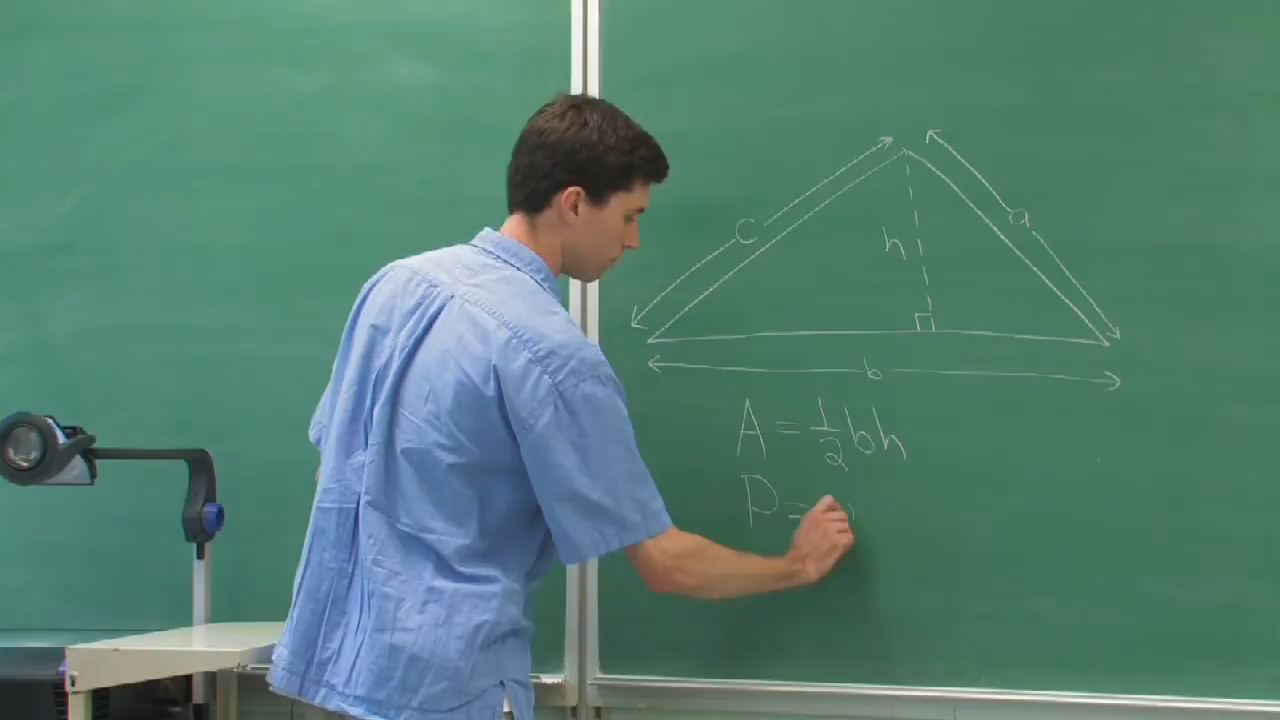 c
a
h
b
A = 1/2 bh
P =